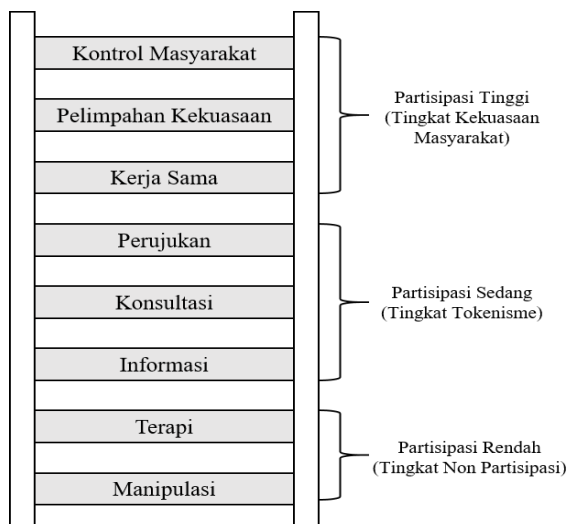 Kontrol Masyarakat
Pelimpahan Kekuasaan
Kerja Sama
Partisipasi Tinggi
(Tingkat Kekuasaan
Masyarakat)
Perujukan
Konsultasi
Informasi
Partisipasi Sedang
(Tingkat Tokenisme)
Terapi
Manipulasi
Partisipasi Rendah
(Tingkat Non Partisipasi)